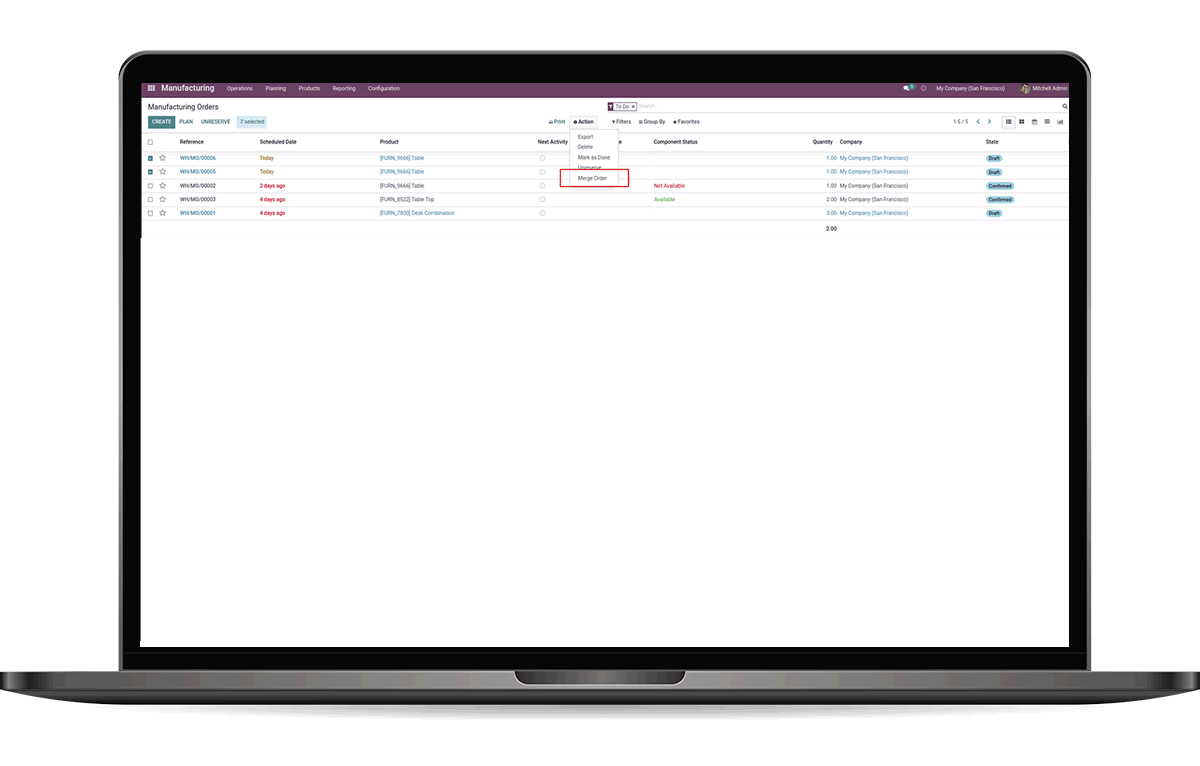 Manufacturing Operations Planning Products Reporting Configuration 5 My Company (San Francisco) Mitchell Admin
Manufacturing Orders To Do × Search...
CREATE PLAN UNRESERVE 2 selected Print Action Filters Group By Favorites 1-5 / 5
Reference Scheduled Date Product Next Activity e Component Status Quantity Company State
Export
Delete
Mark as Done
Unreserve
Merge Order
WH/MO/00006 Today [FURN_9666] Table 1.00 My Company (San Francisco) Draft
WH/MO/00005 Today [FURN_9666] Table 1.00 My Company (San Francisco) Draft
WH/MO/00002 3 days ago [FURN_9666] Table Not Available 1.00 My Company (San Francisco) Confirmed
WH/MO/00003 4 days ago [FURN_8522] Table Top Available 2.00 My Company (San Francisco) Confirmed
WH/MO/00001 4 days ago [FURN_7800] Desk Combination 3.00 My Company (San Francisco) Draft
2.00